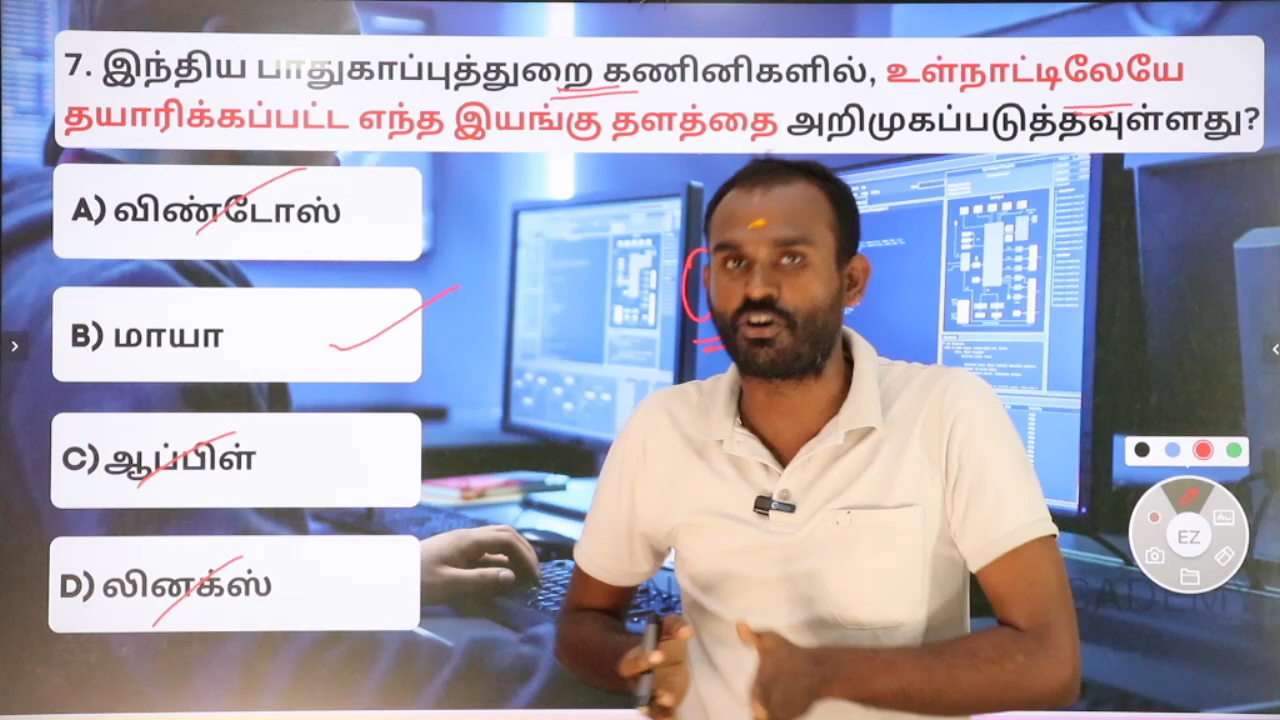 7. இந்திய பாதுகாப்புத்துறை கணினிகளில், உள்நாட்டிலேயே
தயாரிக்கப்பட்ட எந்த இயங்கு தளத்தை அறிமுகப்படுத்தவுள்ளது?
A) விண்டோஸ்
B) மாயா
C) ஆப்பிள்
D) லினக்ஸ்
EZ